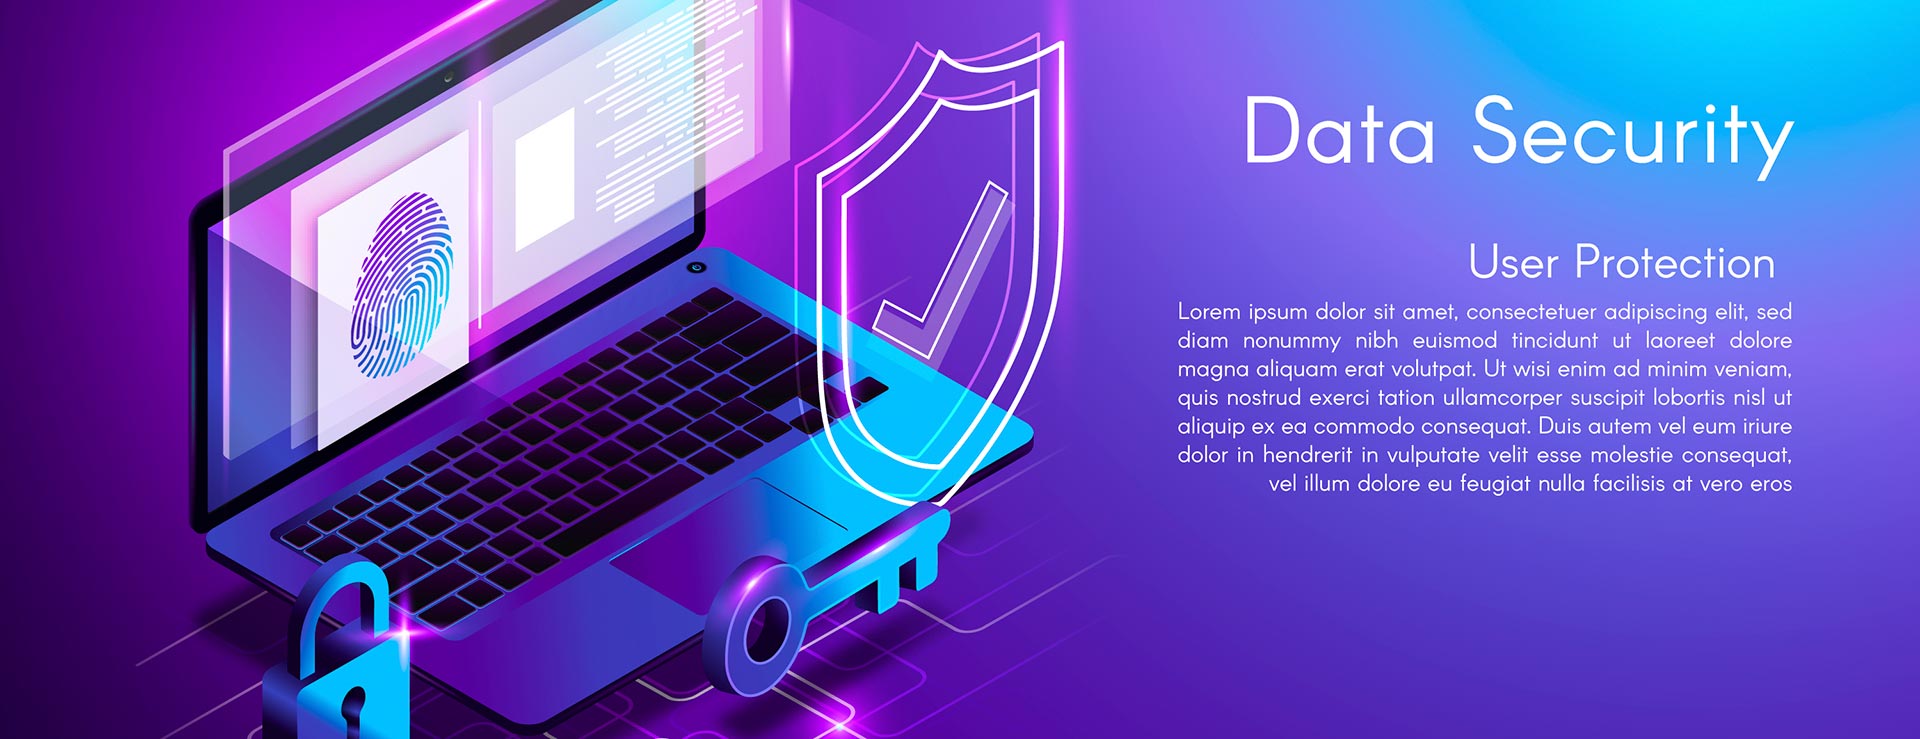 Data Security
User Protection
Lorem ipsum dolor sit amet, consectetuer adipiscing elit, sed
diam nonummy nibh euismod tincidunt ut laoreet dolore
magna aliquam erat volutpat. Ut wisi enim ad minim veniam,
quis nostrud exerci tation ullamcorper suscipit lobortis nisl ut
aliquip ex ea commodo consequat. Duis autem vel eum iriure
dolor in hendrerit in vulputate velit esse molestie consequat,
vel illum dolore eu feugiat nulla facilisis at vero eros